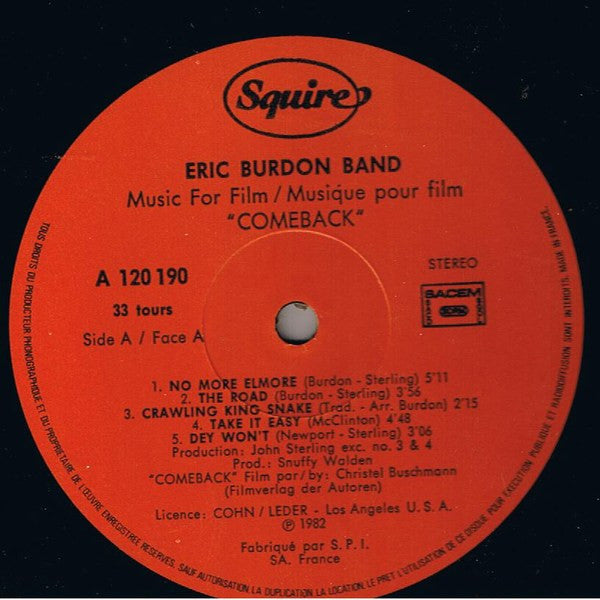 Squire
ERIC BURDON BAND
Music For Film / Musique pour film
"COMEBACK"
A 120 190
STEREO
33 tours
SACEM
Side A / Face A
1. NO MORE ELMORE (Burdon - Sterling) 5'11
2. THE ROAD (Burdon - Sterling) 3'56
3. CRAWLING KING SNAKE (Trad. - Arr. Burdon) 2'15
4. TAKE IT EASY (McClinton) 4'48
5. DEY WON'T (Newport - Sterling) 3'06
Production: John Sterling exc. no. 3 & 4
Prod.: Snuffy Walden
"COMEBACK" Film par/by: Christel Buschmann
(Filmverlag der Autoren)
Licence: COHN / LEDER - Los Angeles U. S. A.
℗ 1982
Fabriqué par S. P. I.
SA. France
TOUS DROITS DU PRODUCTEUR PHONOGRAPHIQUE ET DU PROPRIETAIRE DE L'ŒUVRE ENREGISTREE RESERVES, SAUF AUTORISATION, LA DUPLICATION, LA LOCATION, LE PRET OU L'UTILISATION DE CE DISQUE POUR EXECUTION PUBLIQUE ET RADIODIFFUSION SONT INTERDITS. MADE IN FRANCE.